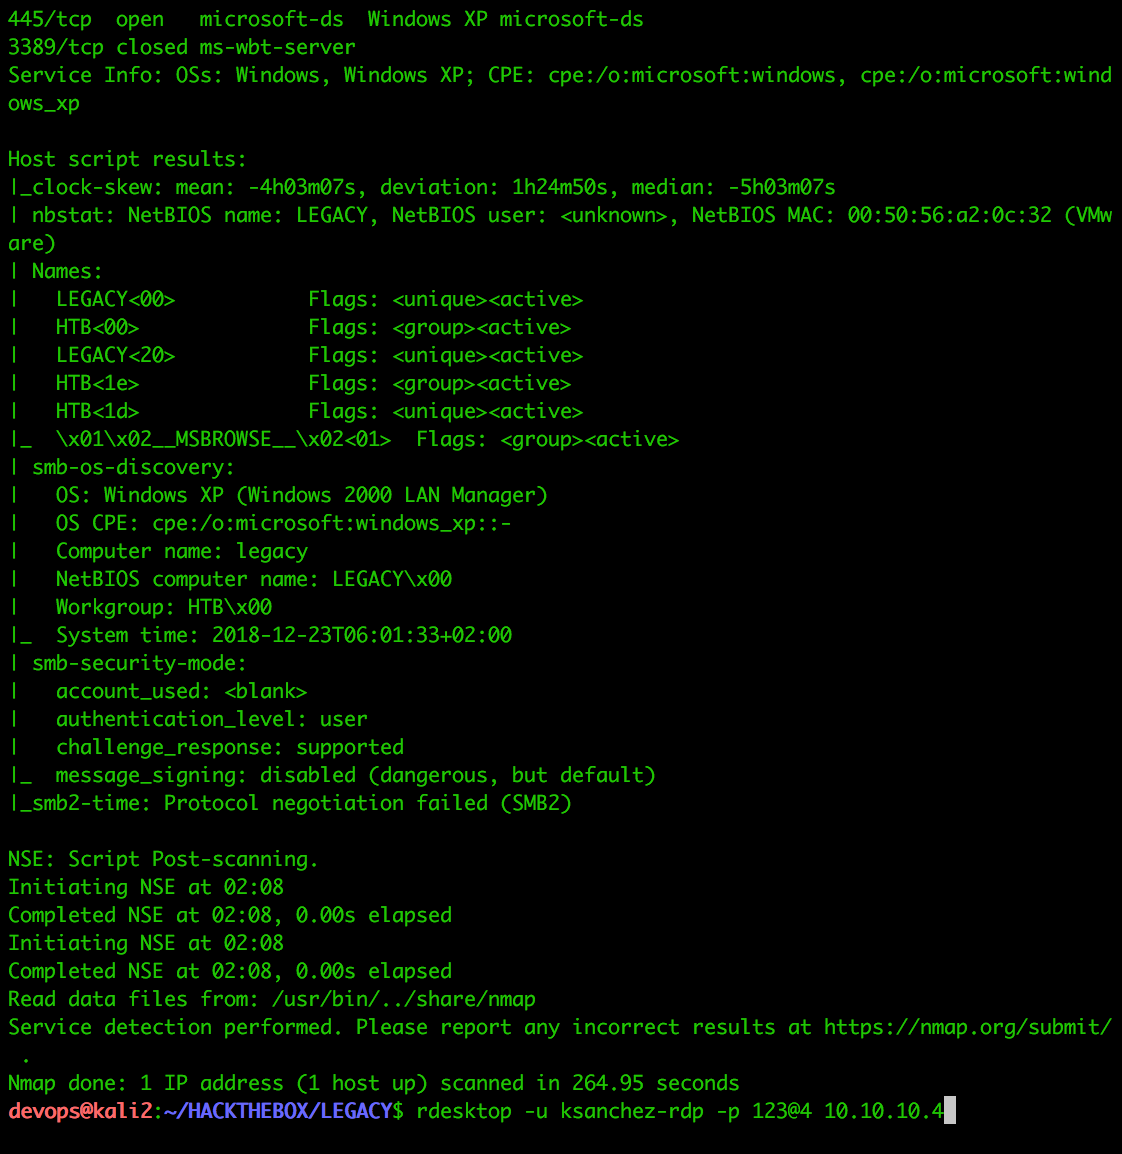 445/tcp  open   microsoft-ds  Windows XP microsoft-ds
3389/tcp closed ms-wbt-server
Service Info: OSs: Windows, Windows XP; CPE: cpe:/o:microsoft:windows, cpe:/o:microsoft:wind
ows_xp

Host script results:
|_clock-skew: mean: -4h03m07s, deviation: 1h24m50s, median: -5h03m07s
| nbstat: NetBIOS name: LEGACY, NetBIOS user: <unknown>, NetBIOS MAC: 00:50:56:a2:0c:32 (VMw
are)
| Names:
|   LEGACY<00>           Flags: <unique><active>
|   HTB<00>              Flags: <group><active>
|   LEGACY<20>           Flags: <unique><active>
|   HTB<1e>              Flags: <group><active>
|   HTB<1d>              Flags: <unique><active>
|_  \x01\x02__MSBROWSE__\x02<01>  Flags: <group><active>
| smb-os-discovery:
|   OS: Windows XP (Windows 2000 LAN Manager)
|   OS CPE: cpe:/o:microsoft:windows_xp::-
|   Computer name: legacy
|   NetBIOS computer name: LEGACY\x00
|   Workgroup: HTB\x00
|_  System time: 2018-12-23T06:01:33+02:00
| smb-security-mode:
|   account_used: <blank>
|   authentication_level: user
|   challenge_response: supported
|_  message_signing: disabled (dangerous, but default)
|_smb2-time: Protocol negotiation failed (SMB2)

NSE: Script Post-scanning.
Initiating NSE at 02:08
Completed NSE at 02:08, 0.00s elapsed
Initiating NSE at 02:08
Completed NSE at 02:08, 0.00s elapsed
Read data files from: /usr/bin/../share/nmap
Service detection performed. Please report any incorrect results at https://nmap.org/submit/
 .
Nmap done: 1 IP address (1 host up) scanned in 264.95 seconds
devops@kali2:~/HACKTHEBOX/LEGACY$ rdesktop -u ksanchez-rdp -p 123@4 10.10.10.4